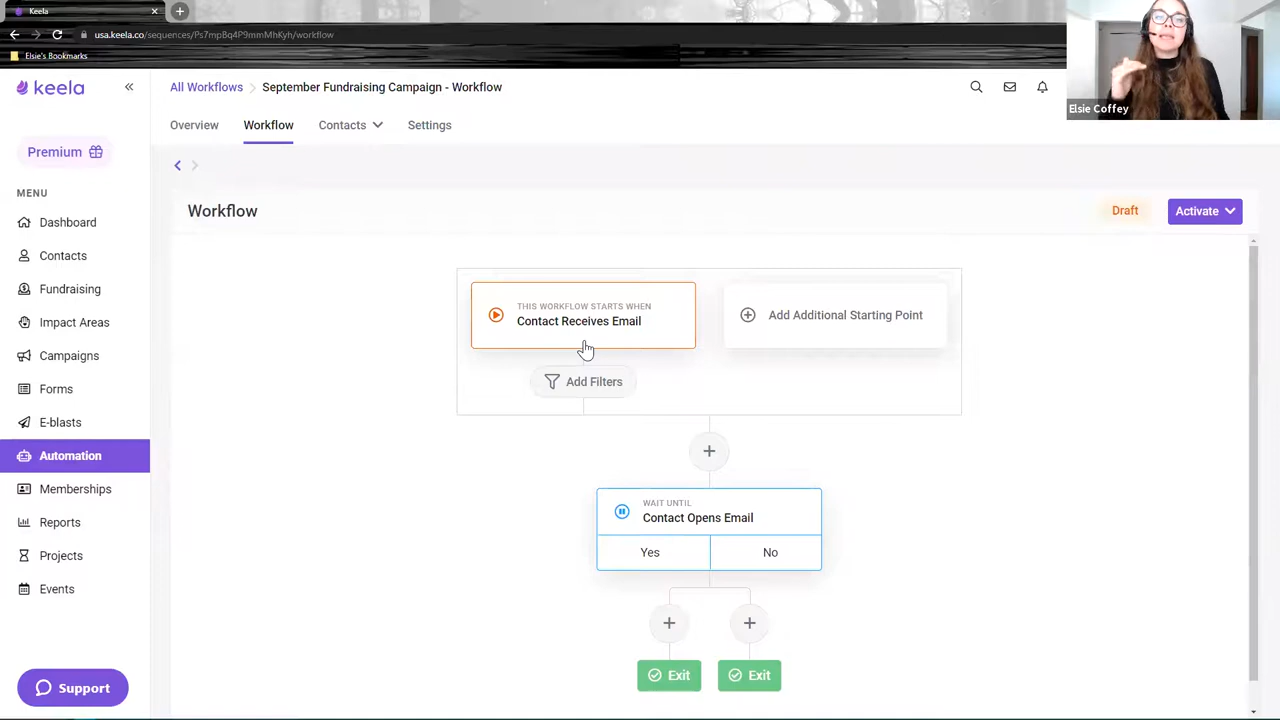 Keela
usa.keela.co/sequences/Ps7mpBq4P9mmMhKyh/workflow
Elsie's Bookmarks
Elsie Coffey
keela
All Workflows > September Fundraising Campaign - Workflow
Overview
Workflow
Contacts
Settings
Premium
MENU
Dashboard
Contacts
Fundraising
Impact Areas
Campaigns
Forms
E-blasts
Automation
Memberships
Reports
Projects
Events
Support
Workflow
Draft
Activate
THIS WORKFLOW STARTS WHEN
Contact Receives Email
Add Additional Starting Point
Add Filters
WAIT UNTIL
Contact Opens Email
Yes
No
Exit
Exit